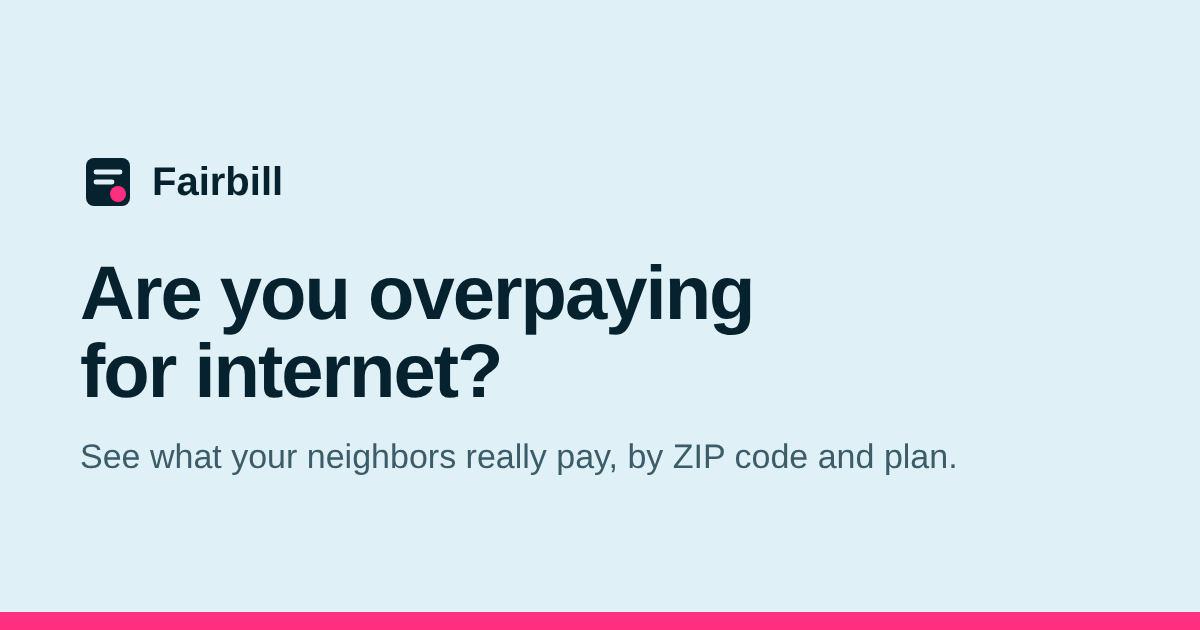 Fairbill
Are you overpaying
for internet?
See what your neighbors really pay, by ZIP code and plan.